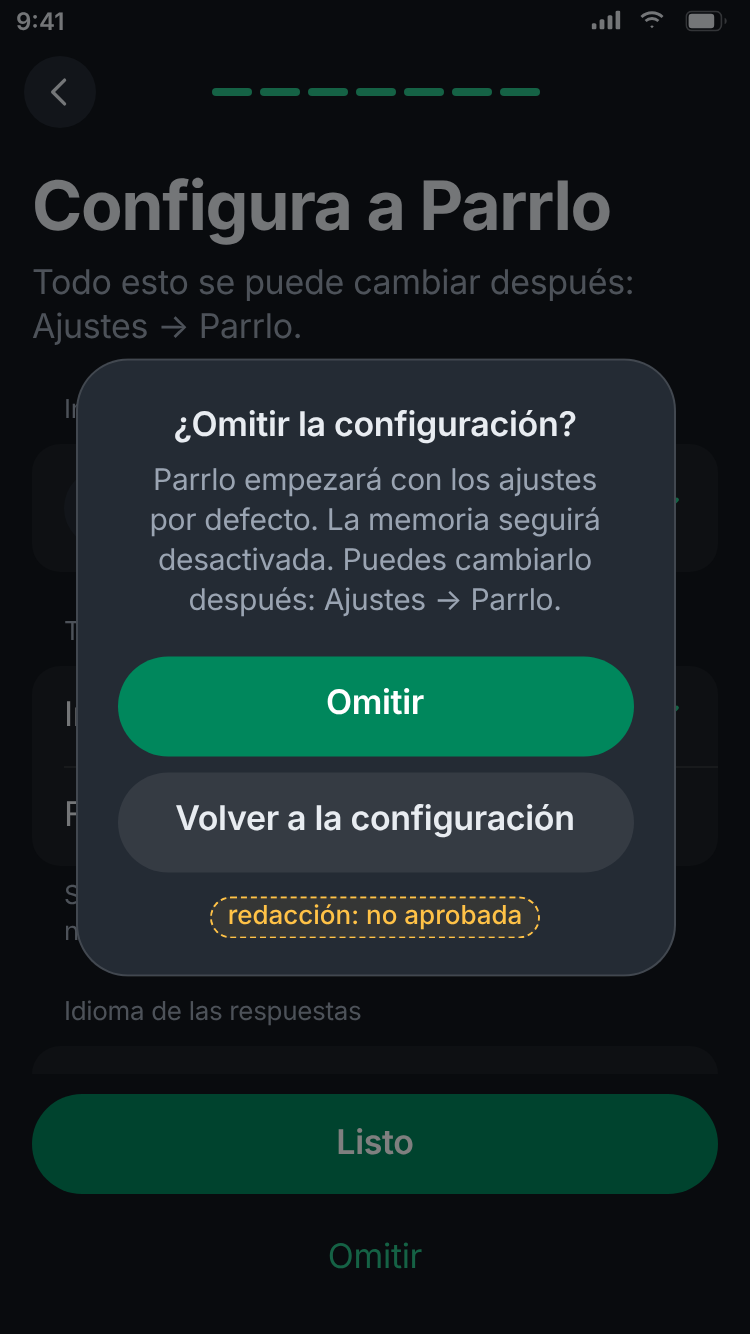 9:41
Configura a Parrlo
Todo esto se puede cambiar después:
Ajustes → Parrlo.
¿Omitir la configuración?
Parrlo empezará con los ajustes
por defecto. La memoria seguirá
desactivada. Puedes cambiarlo
después: Ajustes → Parrlo.
Omitir
Volver a la configuración
redacción: no aprobada
Idioma de las respuestas
Listo
Omitir